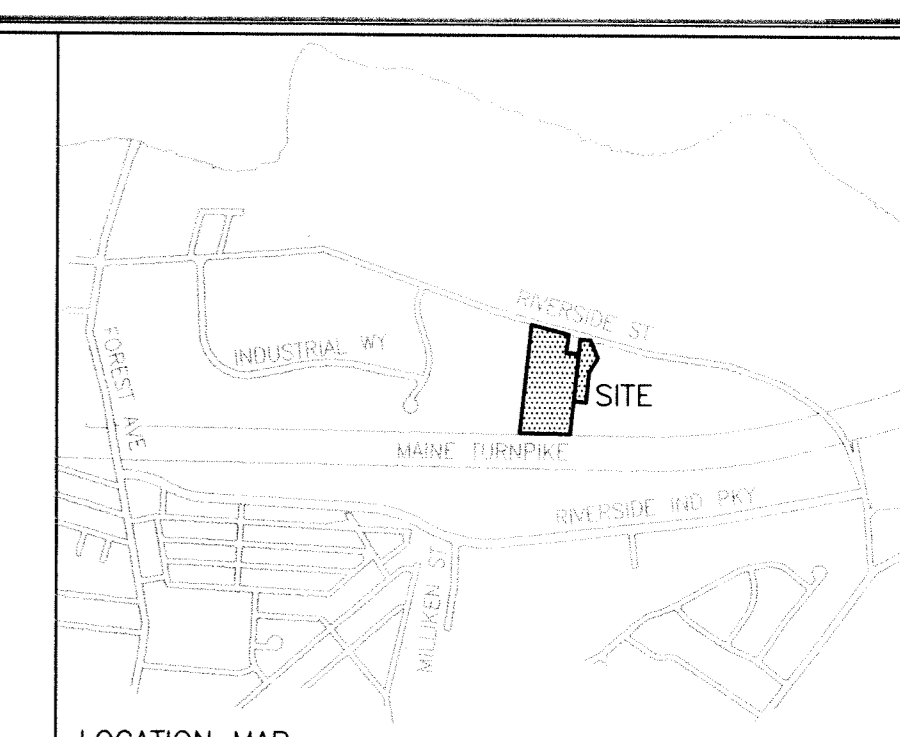 RIVERSIDE ST
INDUSTRIAL WY
FOREST AVE
SITE
MAINE TURNPIKE
RIVERSIDE IND PKY
MILLIKEN ST
LOCATION MAP